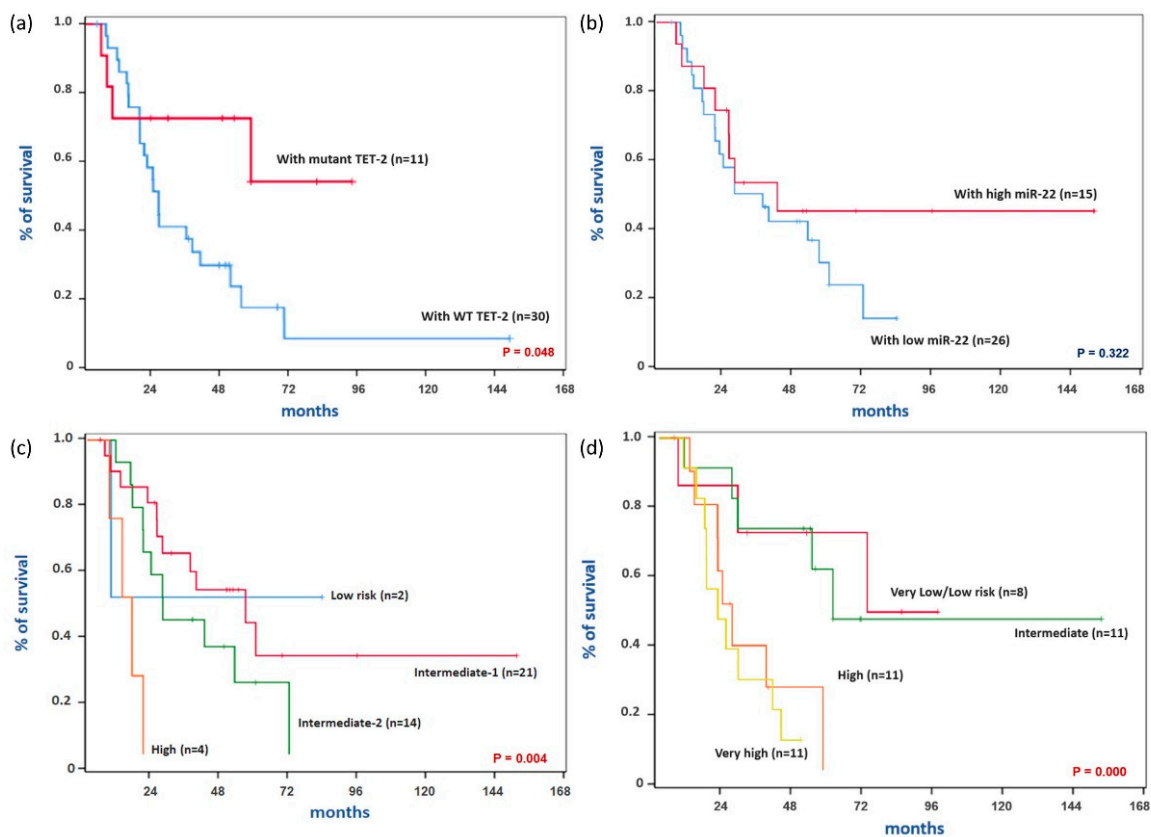 (a)
% of survival
1.0
0.8
0.6
0.4
0.2
0
With mutant TET-2 (n=11)
With WT TET-2 (n=30)
P = 0.048
24 48 72 96 120 144 168
months
(b)
% of survival
1.0
0.8
0.6
0.4
0.2
0
With high miR-22 (n=15)
With low miR-22 (n=26)
P = 0.322
24 48 72 96 120 144 168
months
(c)
% of survival
1.0
0.8
0.6
0.4
0.2
0
Low risk (n=2)
Intermediate-1 (n=21)
Intermediate-2 (n=14)
High (n=4)
P = 0.004
24 48 72 96 120 144 168
months
(d)
% of survival
1.0
0.8
0.6
0.4
0.2
0
Very Low/Low risk (n=8)
Intermediate (n=11)
High (n=11)
Very high (n=11)
P = 0.000
24 48 72 96 120 144 168
months